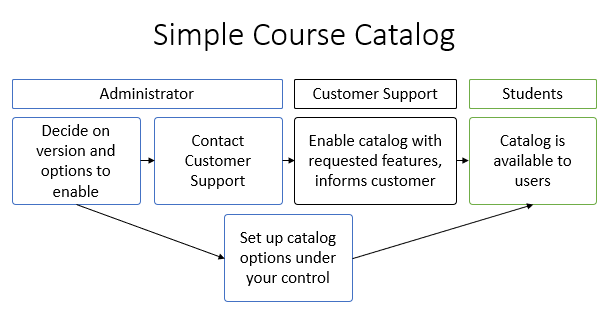 Simple Course Catalog
Administrator
Customer Support
Students
Decide on
version and
options to
enable
Contact
Customer
Support
Enable catalog with
requested features,
informs customer
Catalog is
available to
users
Set up catalog
options under
your control